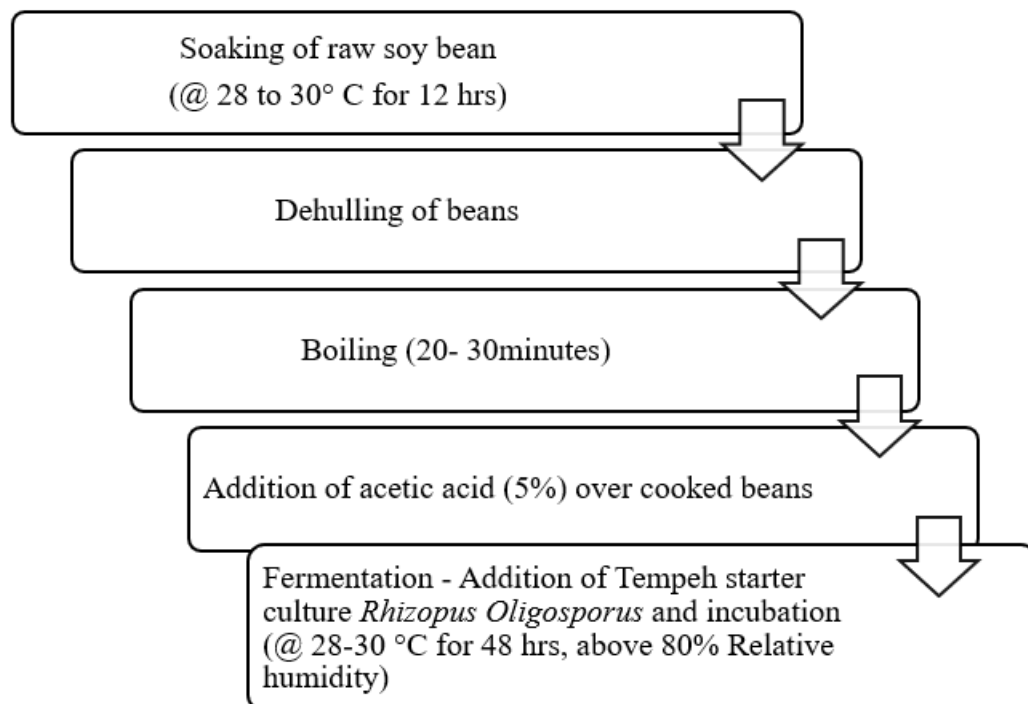 Soaking of raw soy bean
(@ 28 to 30° C for 12 hrs)
Dehulling of beans
Boiling (20- 30minutes)
Addition of acetic acid (5%) over cooked beans
Fermentation - Addition of Tempeh starter
culture Rhizopus Oligosporus and incubation
(@ 28-30 °C for 48 hrs, above 80% Relative
humidity)